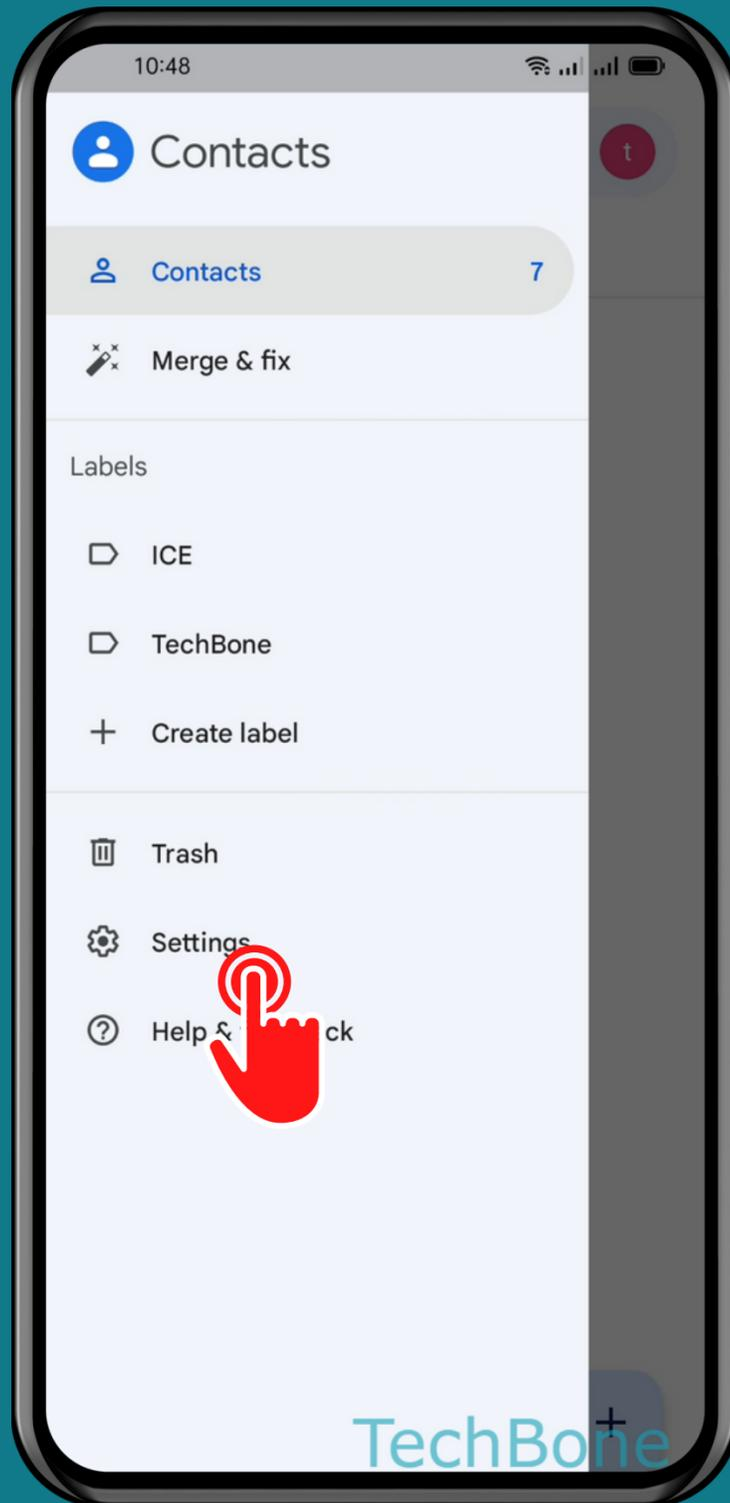 10:48
Contacts
t
Contacts 7
Merge & fix
Labels
ICE
TechBone
Create label
Trash
Settings
Help & ck
TechBone